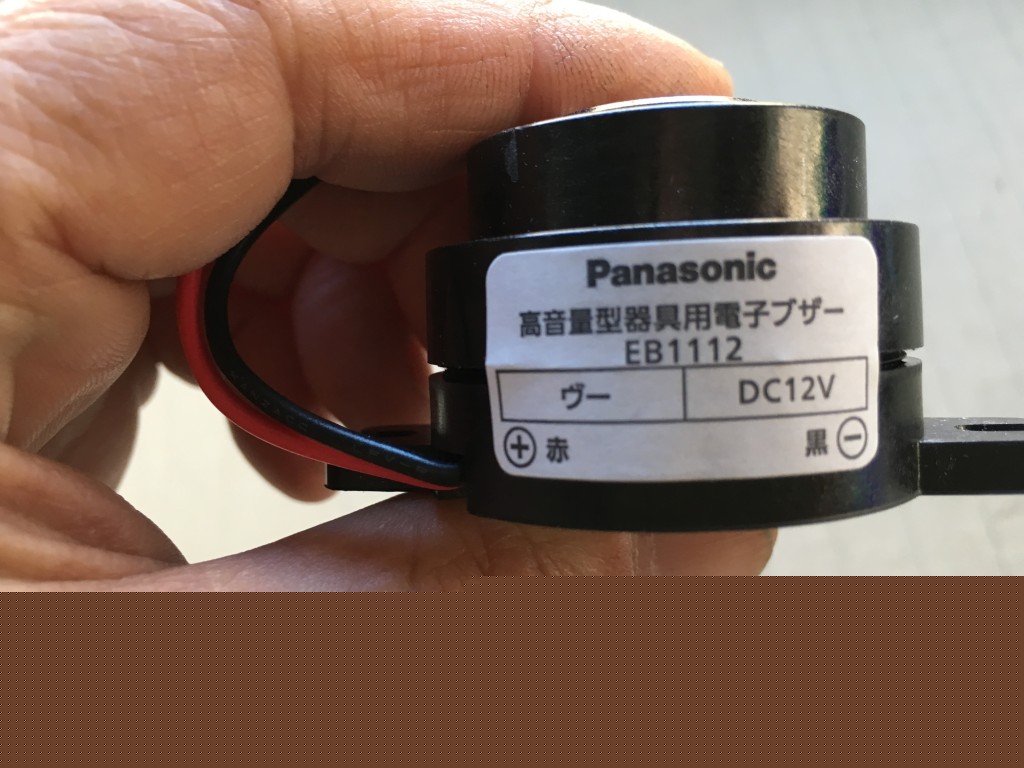 Panasonic
高音量型器具用電子ブザー
EB1112
ヴー DC12V
⊕ 赤 黒 ⊖